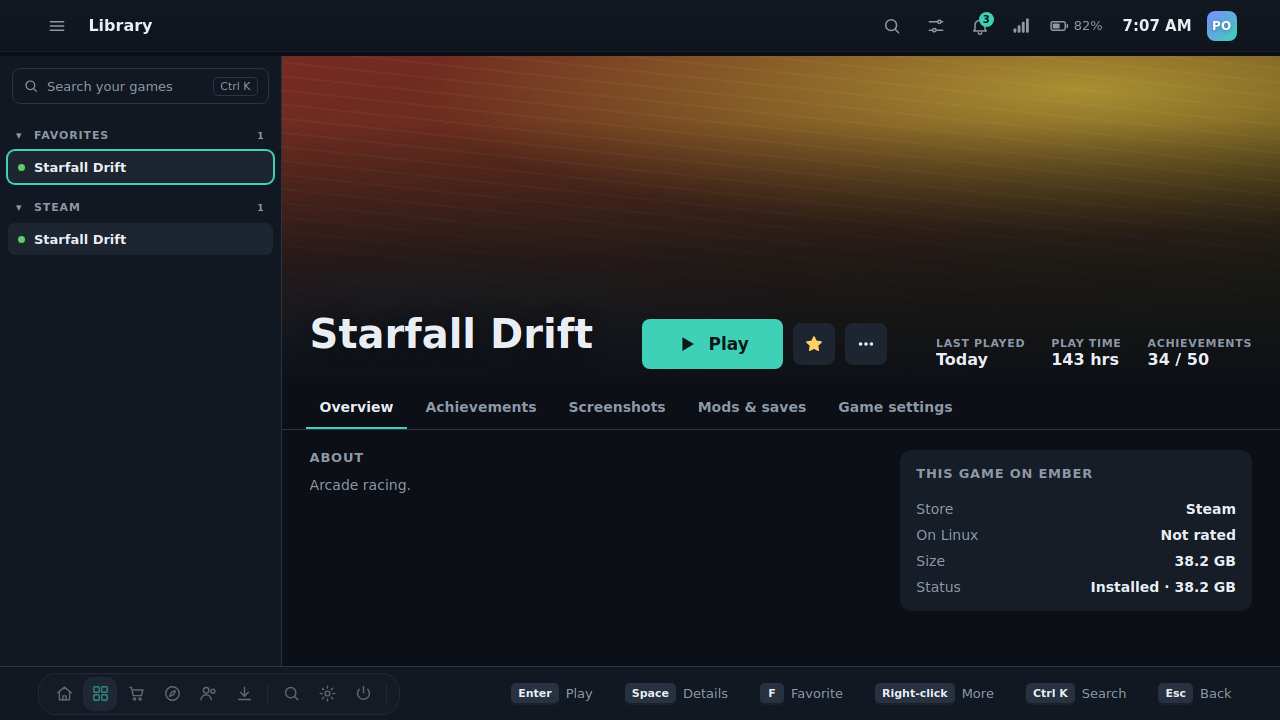 Library
3
82%
7:07 AM
PO
Search your games
Ctrl K
FAVORITES
1
Starfall Drift
STEAM
1
Starfall Drift
Starfall Drift
Play
LAST PLAYED
Today
PLAY TIME
143 hrs
ACHIEVEMENTS
34 / 50
Overview
Achievements
Screenshots
Mods & saves
Game settings
ABOUT
Arcade racing.
THIS GAME ON EMBER
Store
Steam
On Linux
Not rated
Size
38.2 GB
Status
Installed · 38.2 GB
Enter
Play
Space
Details
F
Favorite
Right-click
More
Ctrl K
Search
Esc
Back